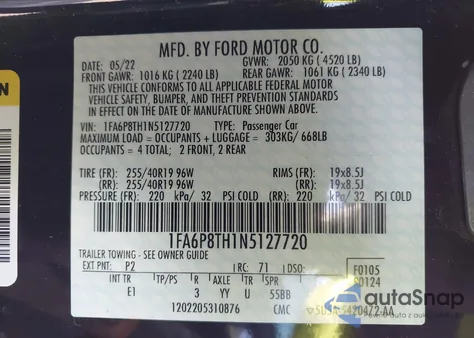 MFD. BY FORD MOTOR CO.
DATE: 05/22 GVWR: 2050 KG ( 4520 LB)
FRONT GAWR: 1016 KG ( 2240 LB) REAR GAWR: 1061 KG ( 2340 LB)
THIS VEHICLE CONFORMS TO ALL APPLICABLE FEDERAL MOTOR
VEHICLE SAFETY, BUMPER, AND THEFT PREVENTION STANDARDS
IN EFFECT ON THE DATE OF MANUFACTURE SHOWN ABOVE.
VIN: 1FA6P8TH1N5127720 TYPE: Passenger Car
MAXIMUM LOAD = OCCUPANTS + LUGGAGE = 303KG/ 668LB
OCCUPANTS = 4 TOTAL; 2 FRONT, 2 REAR
TIRE (FR): 255/40R19 96W RIMS (FR): 19x8.5J
(RR): 255/40R19 96W (RR): 19x8.5J
PRESSURE (FR): 220 kPa/ 32 PSI COLD (RR): 220 kPa/ 32 PSI COLD
1FA6P8TH1N5127720
TRAILER TOWING - SEE OWNER GUIDE
EXT PNT: P2 RC: 71 DSO: F0105
INT TR TP/PS R AXLE TR SPR 00124
E1 3 YY U 55BB
1202205310876 CMC
autoSnap